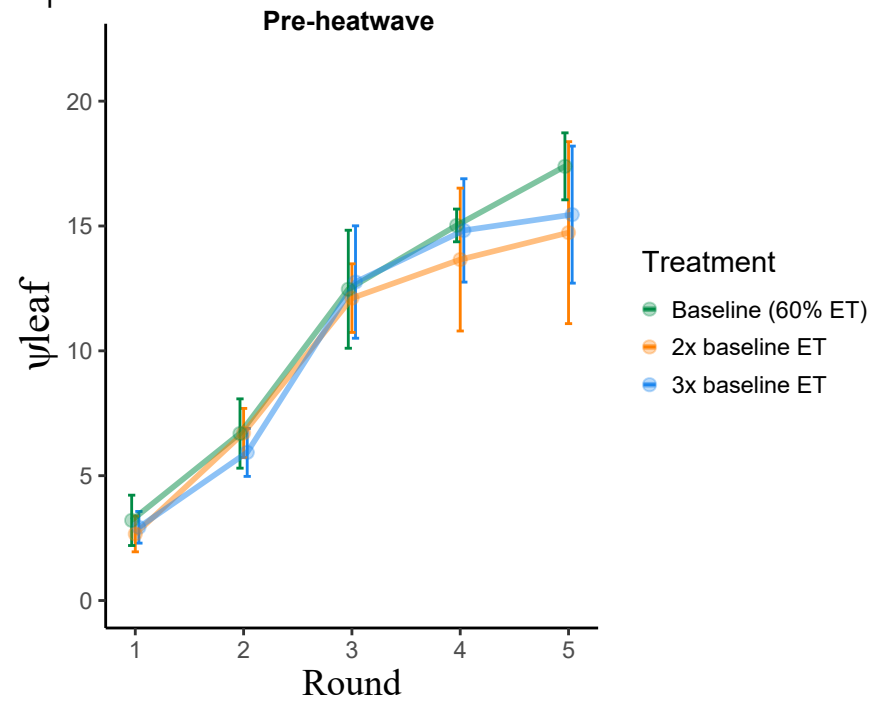 Pre-heatwave
20
15
10
5
0
ψleaf
1 2 3 4 5
Round
Treatment
Baseline (60% ET)
2x baseline ET
3x baseline ET